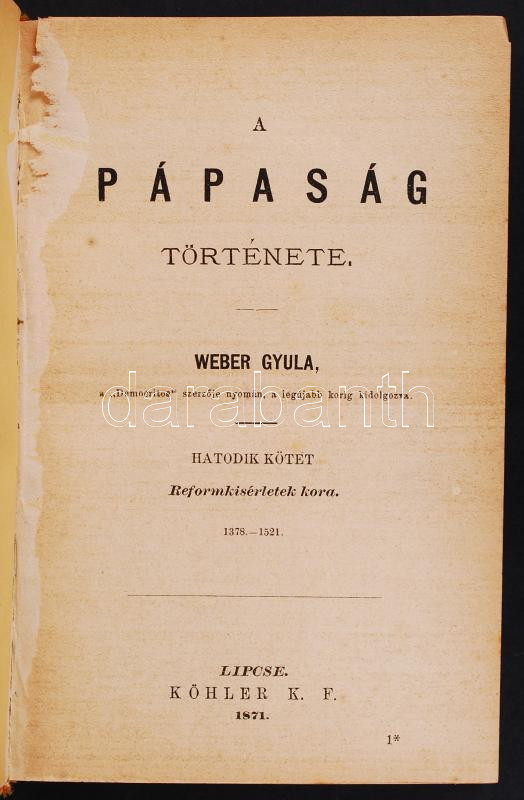 A
PÁPASÁG
TÖRTÉNETE.
WEBER GYULA,
a „Democritos“ szerzője nyomán, a legújabb korig kidolgozva.
darabanth
HATODIK KÖTET
Reformkisérletek kora.
1378.—1521.
LIPCSE.
KÖHLER K. F.
1871.
1*